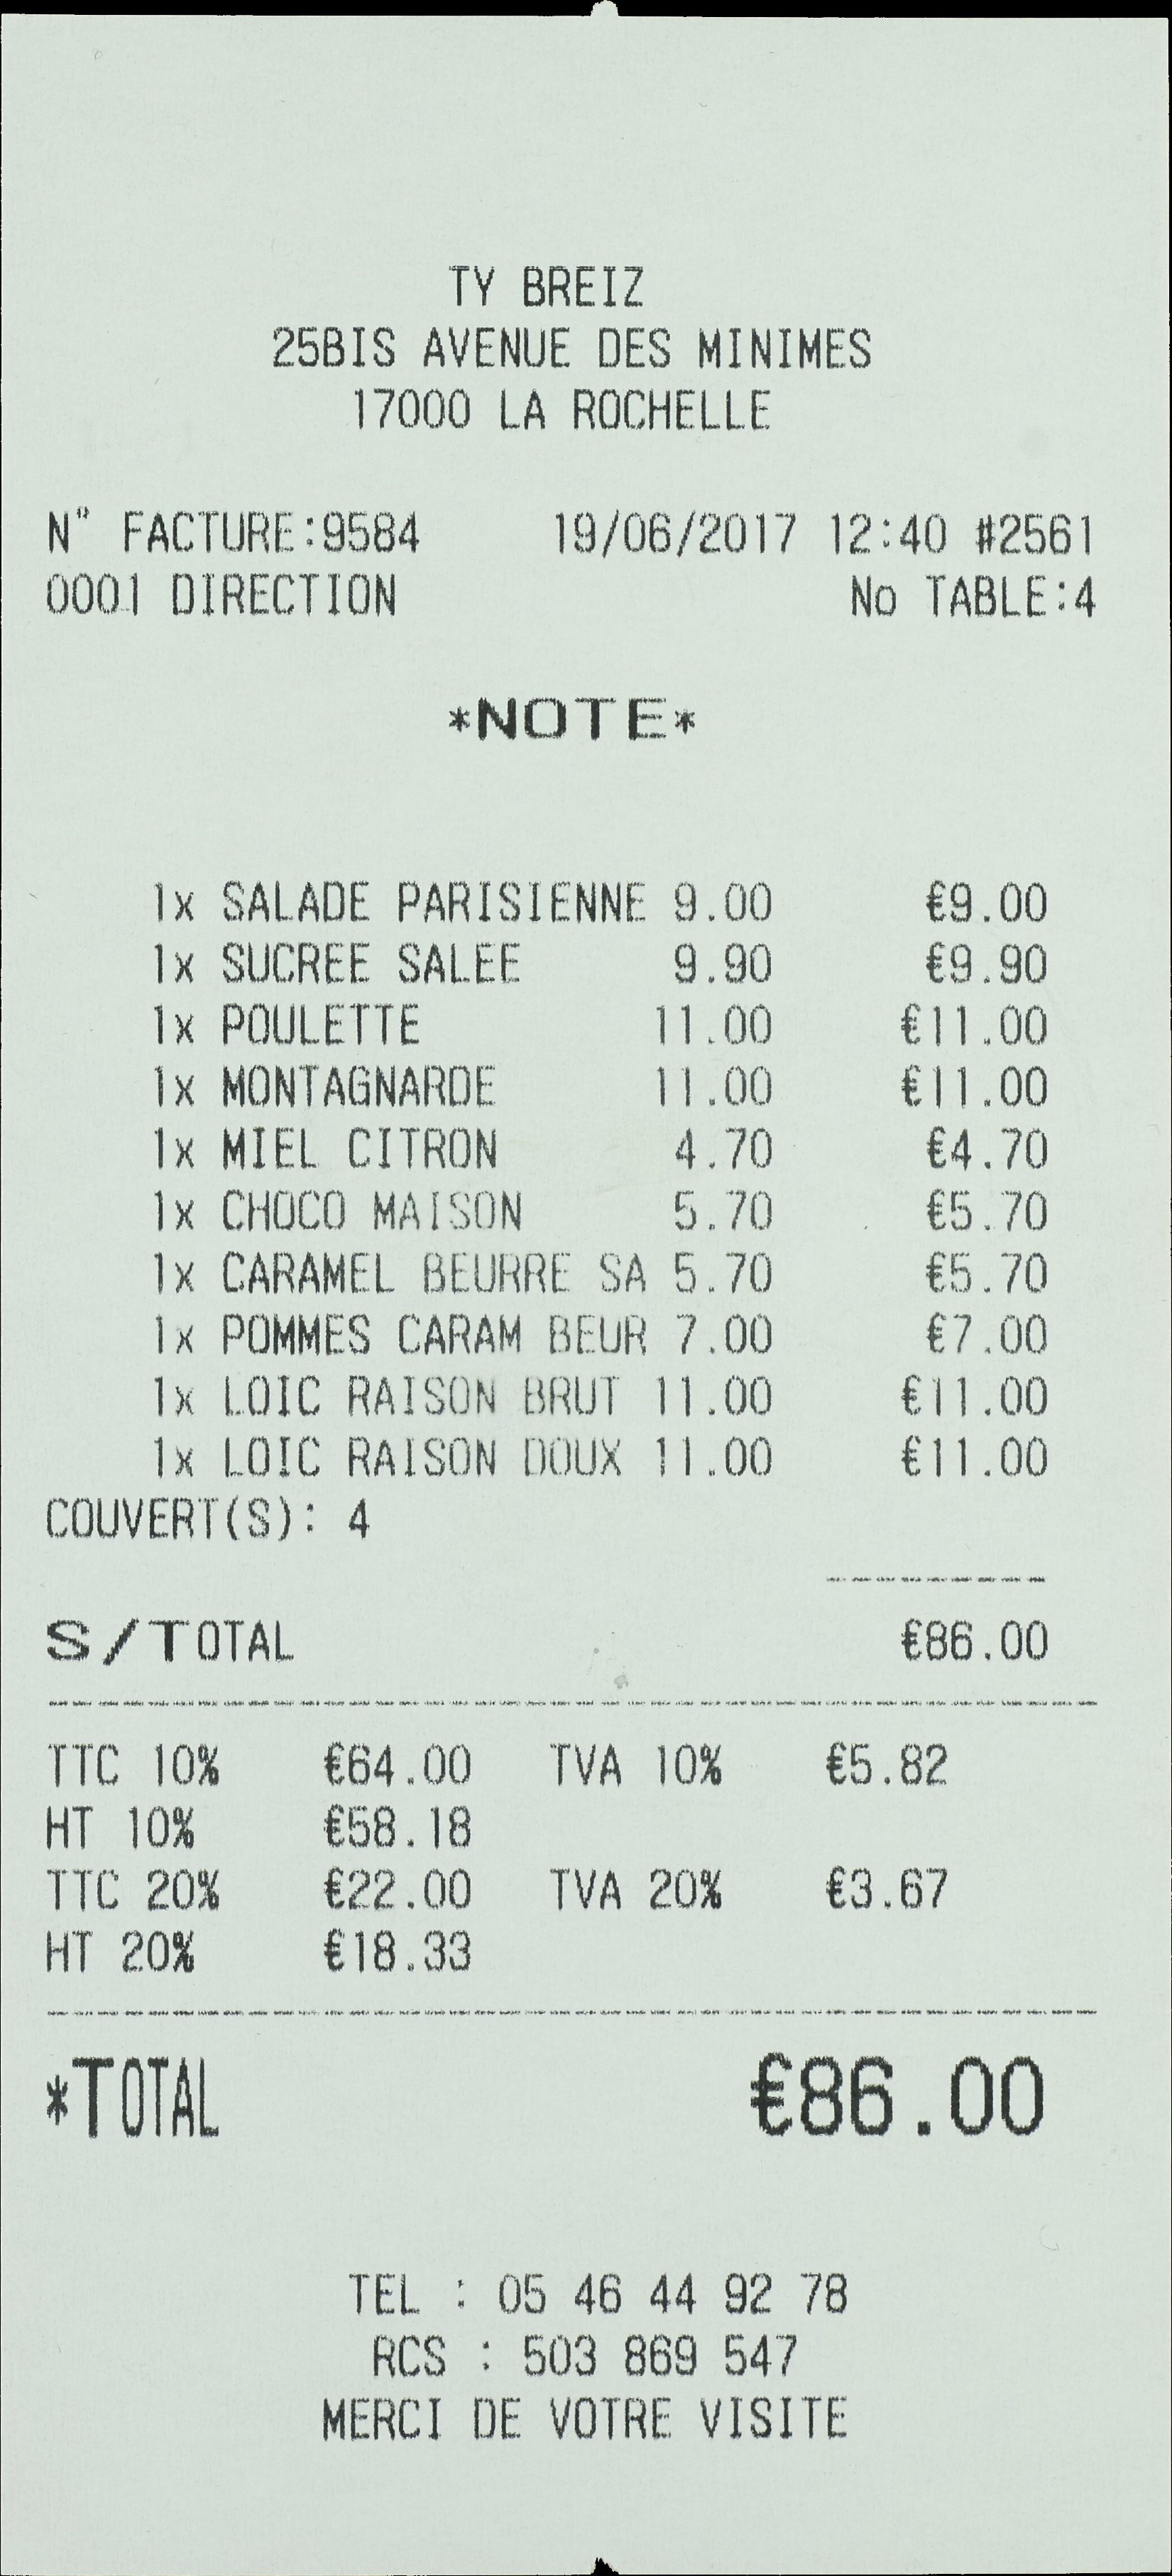 TY BREIZ
25BIS AVENUE DES MINIMES
17000 LA ROCHELLE
N° FACTURE:9584 19/06/2017 12:40 #2561
0001 DIRECTION No TABLE:4
*NOTE*
1x SALADE PARISIENNE 9.00 €9.00
1x SUCREE SALEE 9.90 €9.90
1x POULETTE 11.00 €11.00
1x MONTAGNARDE 11.00 €11.00
1x MIEL CITRON 4.70 €4.70
1x CHOCO MAISON 5.70 €5.70
1x CARAMEL BEURRE SA 5.70 €5.70
1x POMMES CARAM BEUR 7.00 €7.00
1x LOIC RAISON BRUT 11.00 €11.00
1x LOIC RAISON DOUX 11.00 €11.00
COUVERT(S): 4
S/TOTAL €86.00
TTC 10% €64.00 TVA 10% €5.82
HT 10% €58.18
TTC 20% €22.00 TVA 20% €3.67
HT 20% €18.33
*TOTAL €86.00
TEL : 05 46 44 92 78
RCS : 503 869 547
MERCI DE VOTRE VISITE